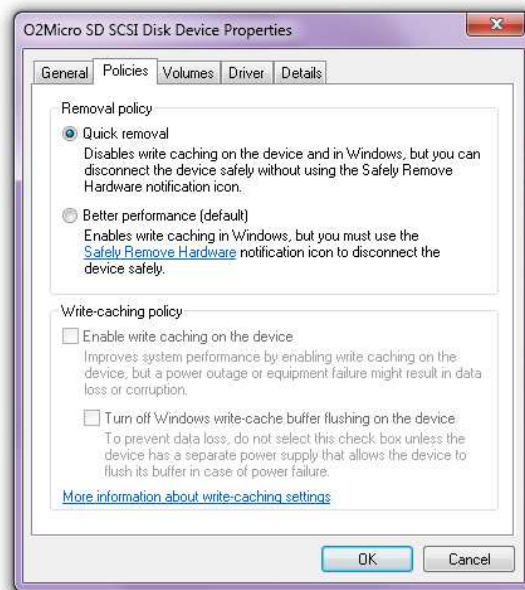 O2Micro SD SCSI Disk Device Properties
General Policies Volumes Driver Details
Removal policy
Quick removal
Disables write caching on the device and in Windows, but you can
disconnect the device safely without using the Safely Remove
Hardware notification icon.
Better performance (default)
Enables write caching in Windows, but you must use the
Safely Remove Hardware notification icon to disconnect the
device safely.
Write-caching policy
Enable write caching on the device
Improves system performance by enabling write caching on the
device, but a power outage or equipment failure might result in data
loss or corruption.
Turn off Windows write-cache buffer flushing on the device
To prevent data loss, do not select this check box unless the
device has a separate power supply that allows the device to
flush its buffer in case of power failure.
More information about write-caching settings
OK Cancel